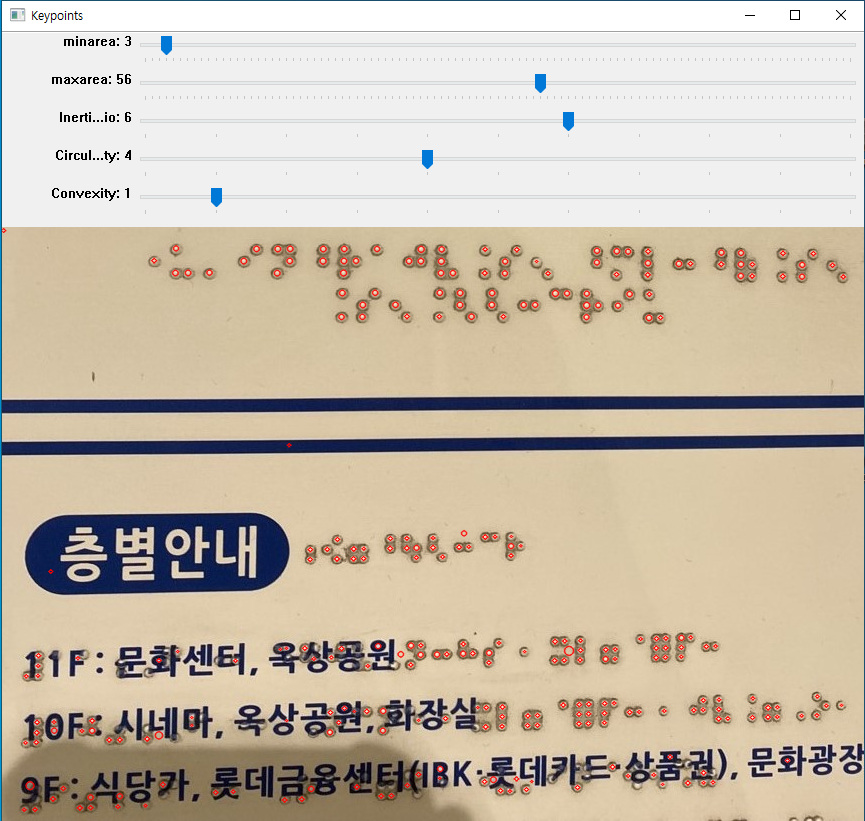 Keypoints
minarea: 3
maxarea: 56
Inerti...io: 6
Circul...ty: 4
Convexity: 1
층별안내
11F : 문화센터, 옥상공원
10F : 시네마, 옥상공원, 화장실
9F : 식당가, 롯데금융센터(IBK·롯데카드·상품권), 문화광장